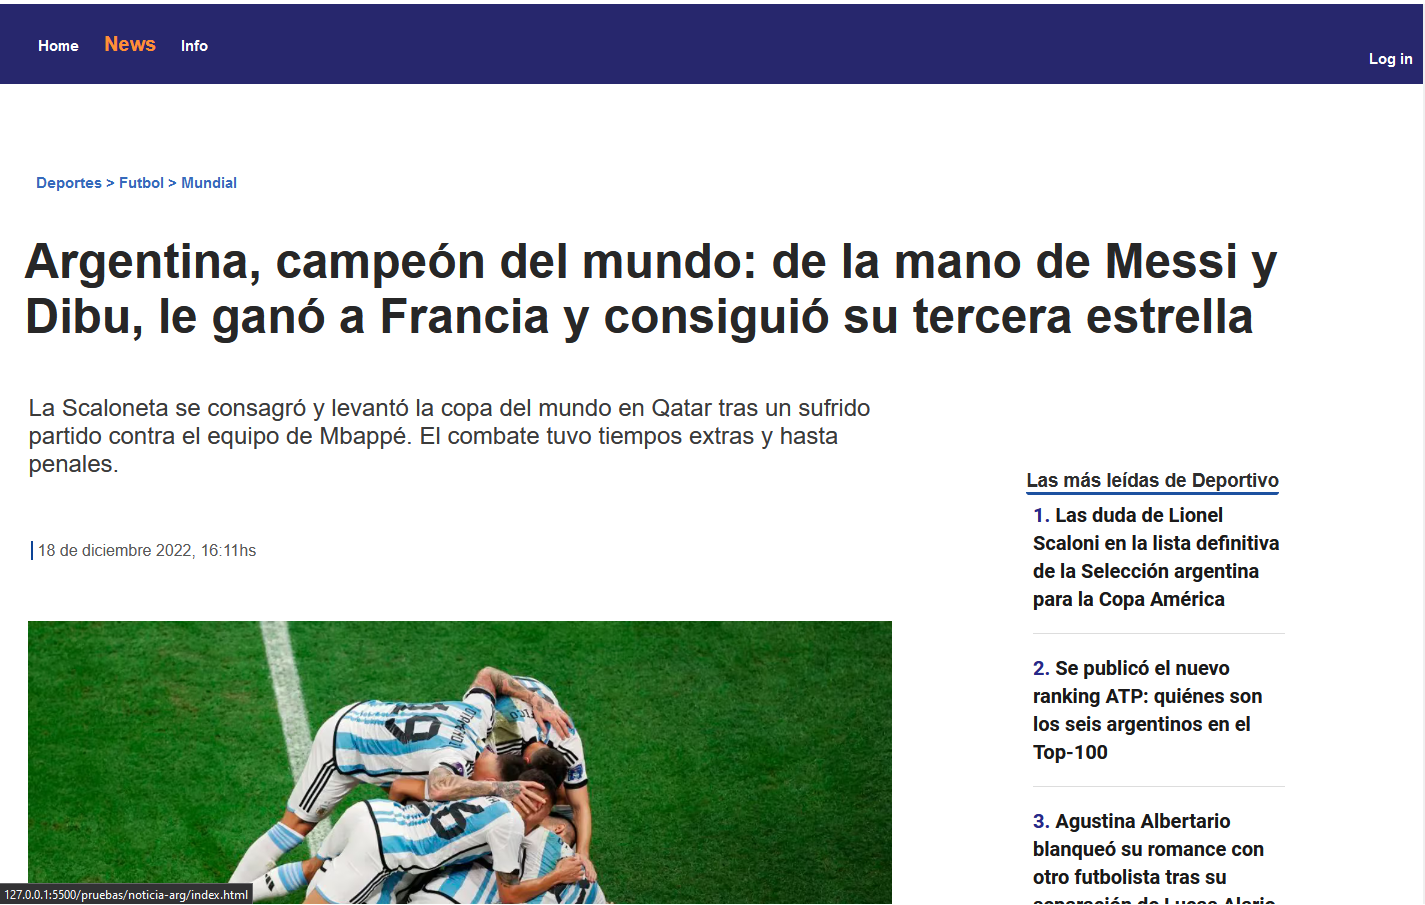 Home News Info
Log in
Deportes > Futbol > Mundial
Argentina, campeón del mundo: de la mano de Messi y
Dibu, le ganó a Francia y consiguió su tercera estrella
La Scaloneta se consagró y levantó la copa del mundo en Qatar tras un sufrido
partido contra el equipo de Mbappé. El combate tuvo tiempos extras y hasta
penales.
18 de diciembre 2022, 16:11hs
Las más leídas de Deportivo
1. Las duda de Lionel
Scaloni en la lista definitiva
de la Selección argentina
para la Copa América
2. Se publicó el nuevo
ranking ATP: quiénes son
los seis argentinos en el
Top-100
3. Agustina Albertario
blanqueó su romance con
otro futbolista tras su
separación de Lucas Alario
127.0.0.1:5500/pruebas/noticia-arg/index.html